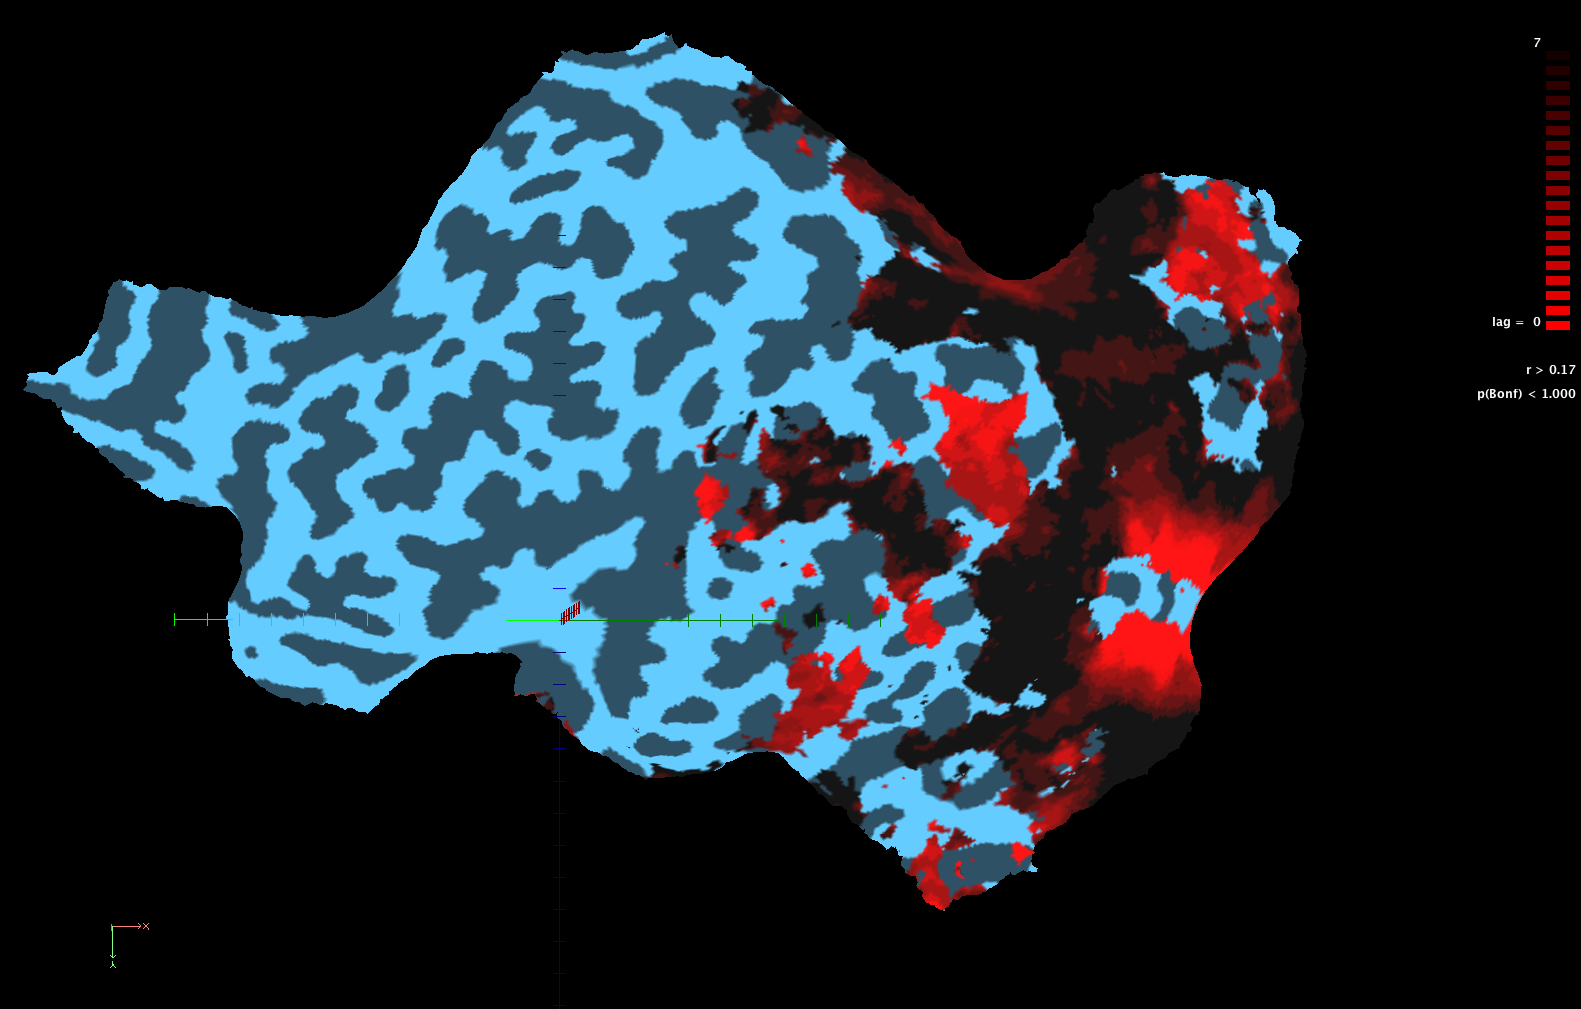 7
lag = 0
r > 0.17
p(Bonf) < 1.000
X
Y